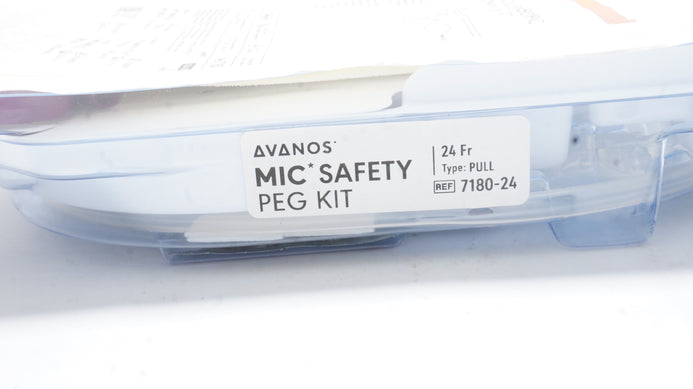 AVANOS*
MIC* SAFETY
PEG KIT
24 Fr
Type: PULL
REF 7180-24